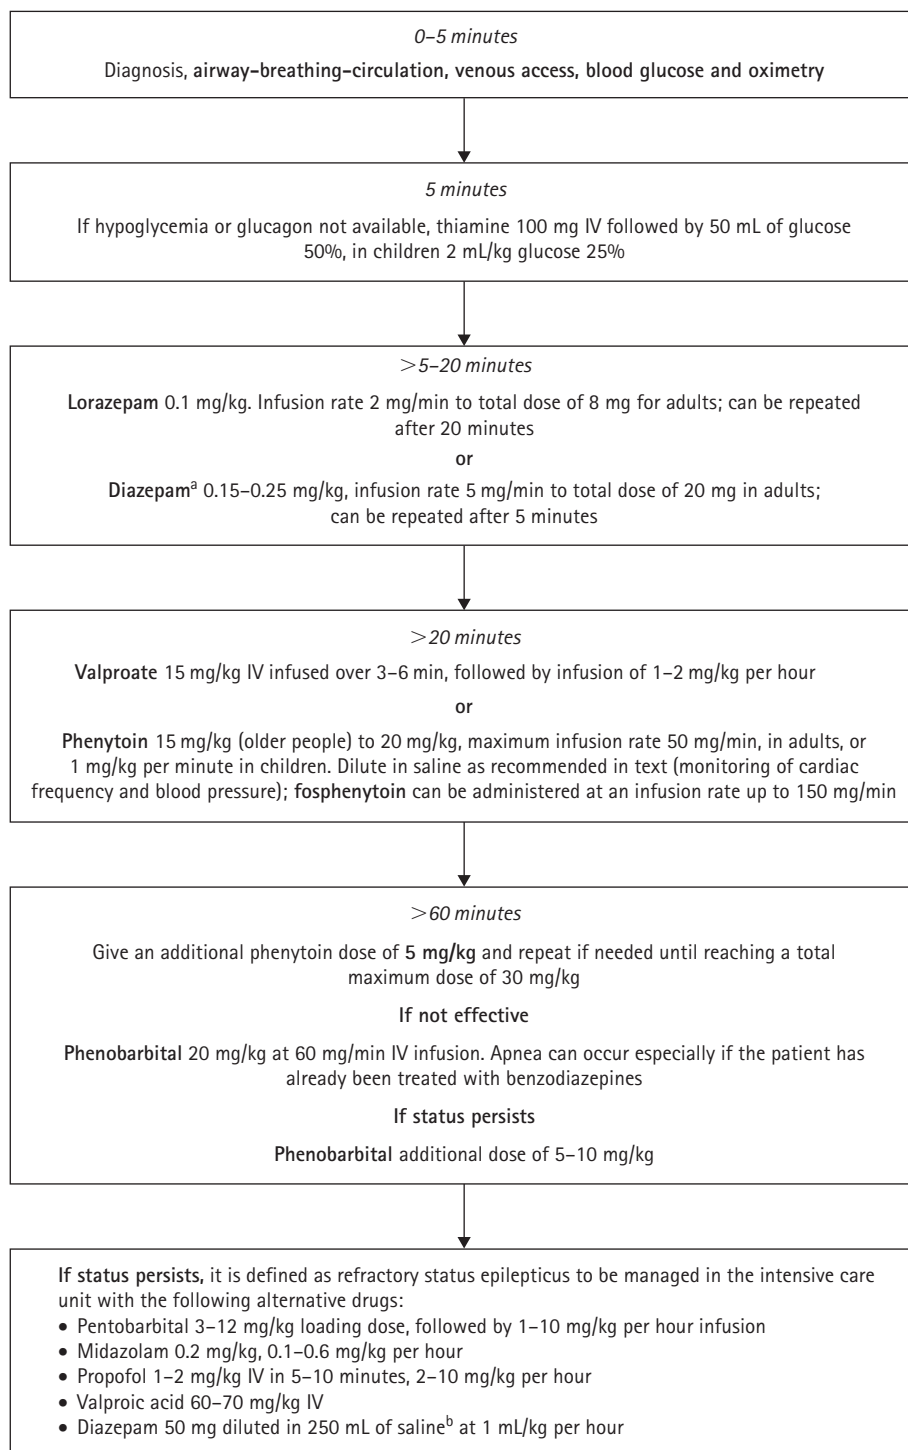 0–5 minutes
Diagnosis, airway-breathing-circulation, venous access, blood glucose and oximetry
5 minutes
If hypoglycemia or glucagon not available, thiamine 100 mg IV followed by 50 mL of glucose
50%, in children 2 mL/kg glucose 25%
>5–20 minutes
Lorazepam 0.1 mg/kg. Infusion rate 2 mg/min to total dose of 8 mg for adults; can be repeated
after 20 minutes
or
Diazepamᵃ 0.15–0.25 mg/kg, infusion rate 5 mg/min to total dose of 20 mg in adults;
can be repeated after 5 minutes
>20 minutes
Valproate 15 mg/kg IV infused over 3–6 min, followed by infusion of 1–2 mg/kg per hour
or
Phenytoin 15 mg/kg (older people) to 20 mg/kg, maximum infusion rate 50 mg/min, in adults, or
1 mg/kg per minute in children. Dilute in saline as recommended in text (monitoring of cardiac
frequency and blood pressure); fosphenytoin can be administered at an infusion rate up to 150 mg/min
>60 minutes
Give an additional phenytoin dose of 5 mg/kg and repeat if needed until reaching a total
maximum dose of 30 mg/kg
If not effective
Phenobarbital 20 mg/kg at 60 mg/min IV infusion. Apnea can occur especially if the patient has
already been treated with benzodiazepines
If status persists
Phenobarbital additional dose of 5–10 mg/kg
If status persists, it is defined as refractory status epilepticus to be managed in the intensive care
unit with the following alternative drugs:
• Pentobarbital 3–12 mg/kg loading dose, followed by 1–10 mg/kg per hour infusion
• Midazolam 0.2 mg/kg, 0.1–0.6 mg/kg per hour
• Propofol 1–2 mg/kg IV in 5–10 minutes, 2–10 mg/kg per hour
• Valproic acid 60–70 mg/kg IV
• Diazepam 50 mg diluted in 250 mL of salineᵇ at 1 mL/kg per hour